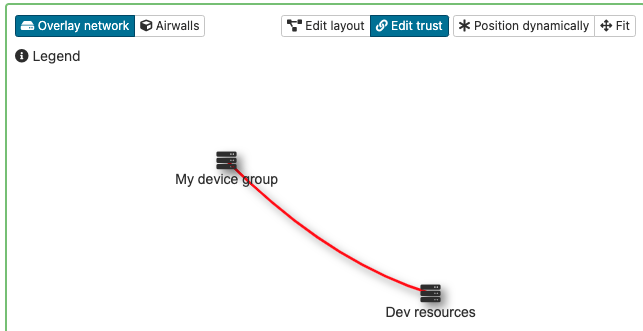 Overlay network Airwalls Edit layout Edit trust Position dynamically Fit
Legend
My device group
Dev resources